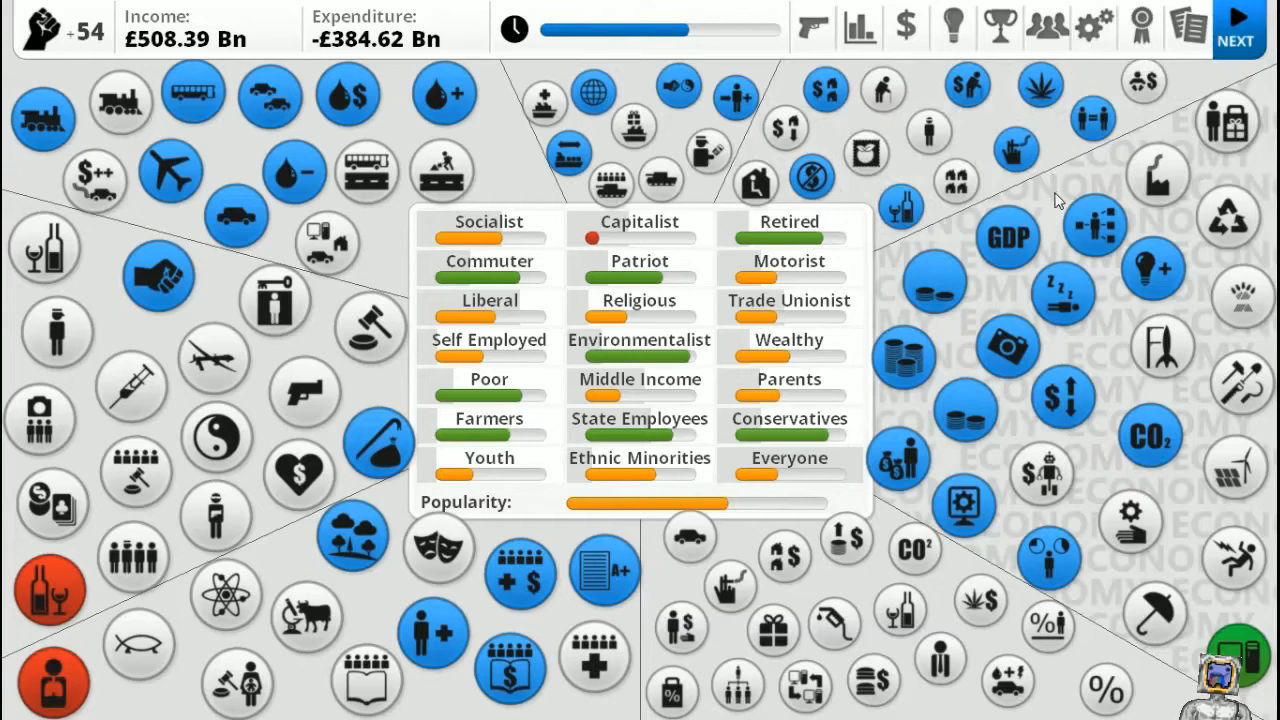 Income:
Expenditure:
+54
£508.39 Bn
-£384.62 Bn
NEXT
$
Socialist
Capitalist
Retired
Commuter
Patriot
Motorist
Liberal
Religious
Trade Unionist
Self Employed
Environmentalist
Wealthy
Poor
Middle Income
Parents
Farmers
State Employees
Conservatives
Youth
Ethnic Minorities
Everyone
Popularity:
GDP
CO₂
CO²
A+
$++
%
ECONOMY